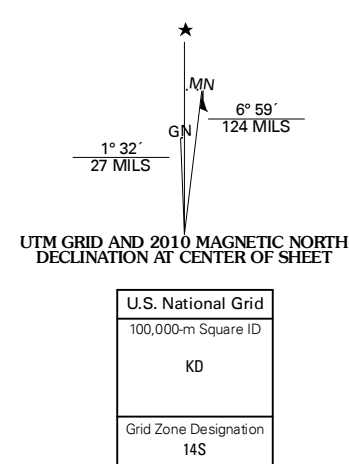 ★
MN
GN
6° 59´
124 MILS
1° 32´
27 MILS
UTM GRID AND 2010 MAGNETIC NORTH
DECLINATION AT CENTER OF SHEET
U.S. National Grid
100,000-m Square ID
KD
Grid Zone Designation
14S